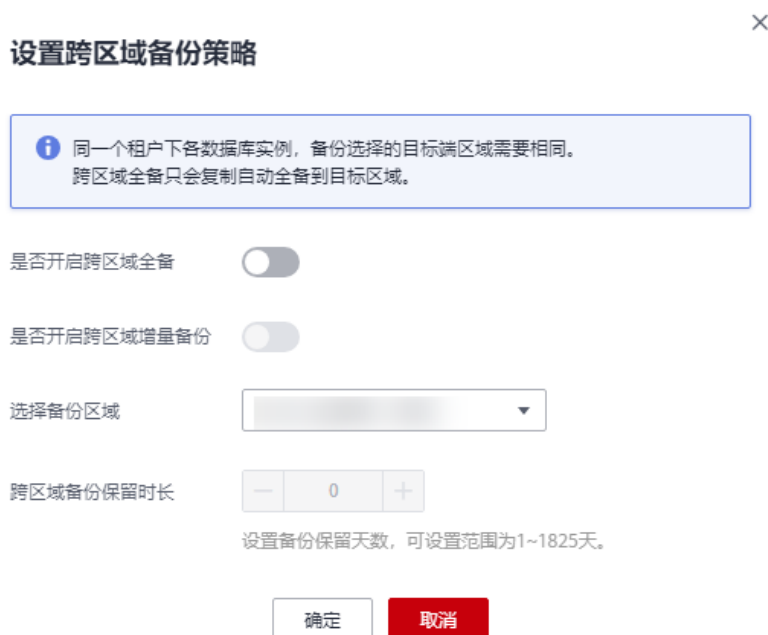 设置跨区域备份策略
同一个租户下各数据库实例，备份选择的目标端区域需要相同。
跨区域全备只会复制自动全备到目标区域。
是否开启跨区域全备
是否开启跨区域增量备份
选择备份区域
跨区域备份保留时长
0
设置备份保留天数，可设置范围为1~1825天。
确定 取消